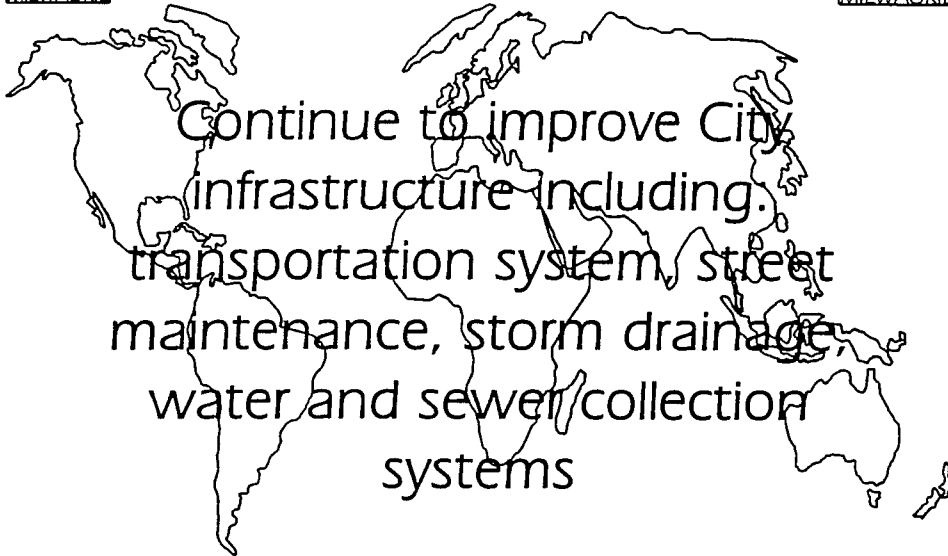 Continue to improve City
infrastructure including:
transportation system, street
maintenance, storm drainage,
water and sewer collection
systems